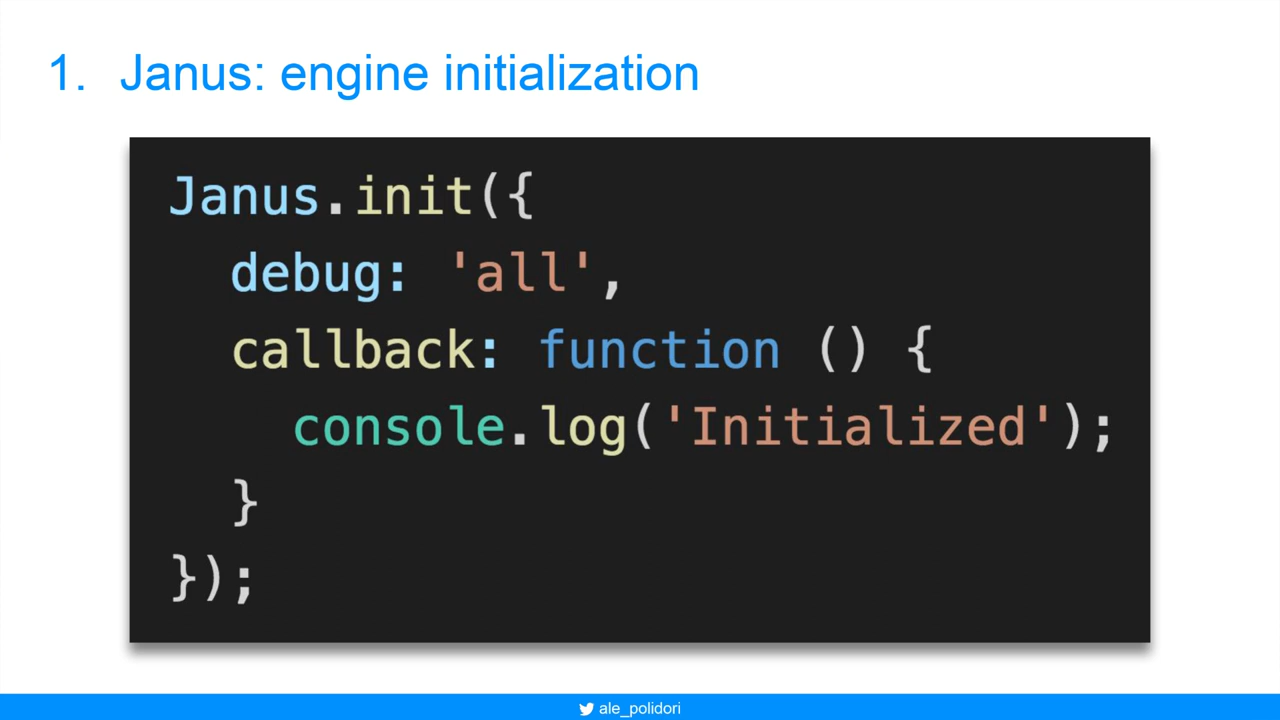 1. Janus: engine initialization
Janus.init({
  debug: 'all',
  callback: function () {
    console.log('Initialized');
  }
});
ale_polidori